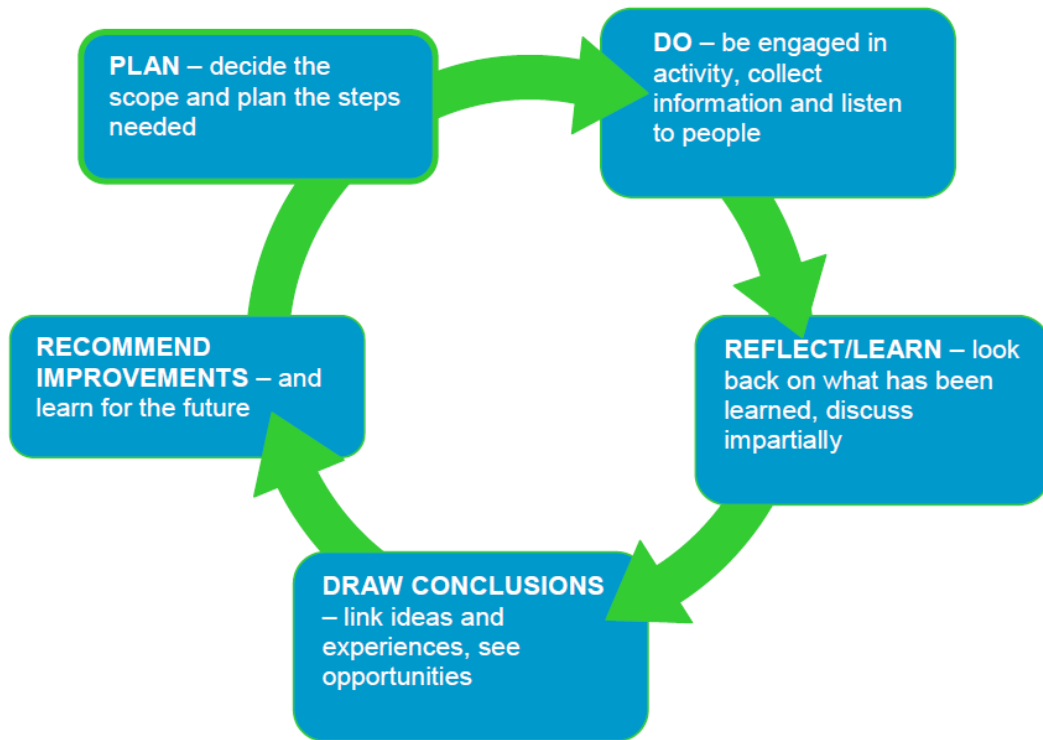 PLAN – decide the
scope and plan the steps
needed
DO – be engaged in
activity, collect
information and listen
to people
REFLECT/LEARN – look
back on what has been
learned, discuss
impartially
DRAW CONCLUSIONS
– link ideas and
experiences, see
opportunities
RECOMMEND
IMPROVEMENTS – and
learn for the future